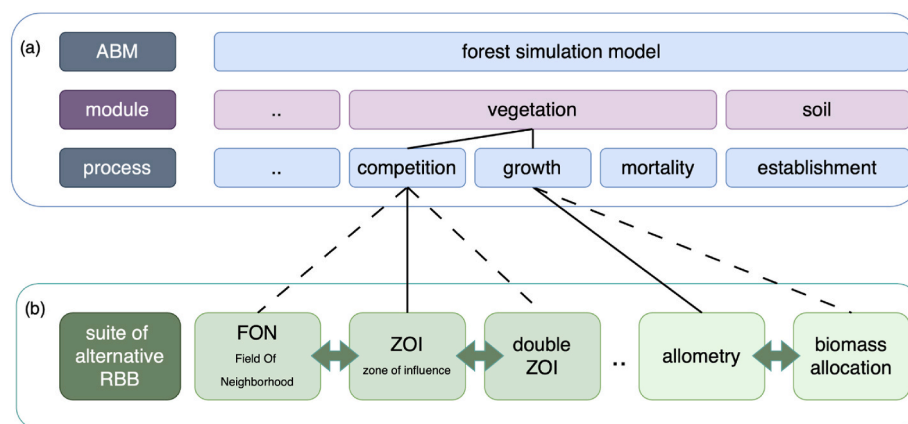 (a)
ABM
forest simulation model
module
..
vegetation
soil
process
..
competition
growth
mortality
establishment
(b)
suite of
alternative
RBB
FON
Field Of
Neighborhood
ZOI
zone of influence
double
ZOI
..
allometry
biomass
allocation